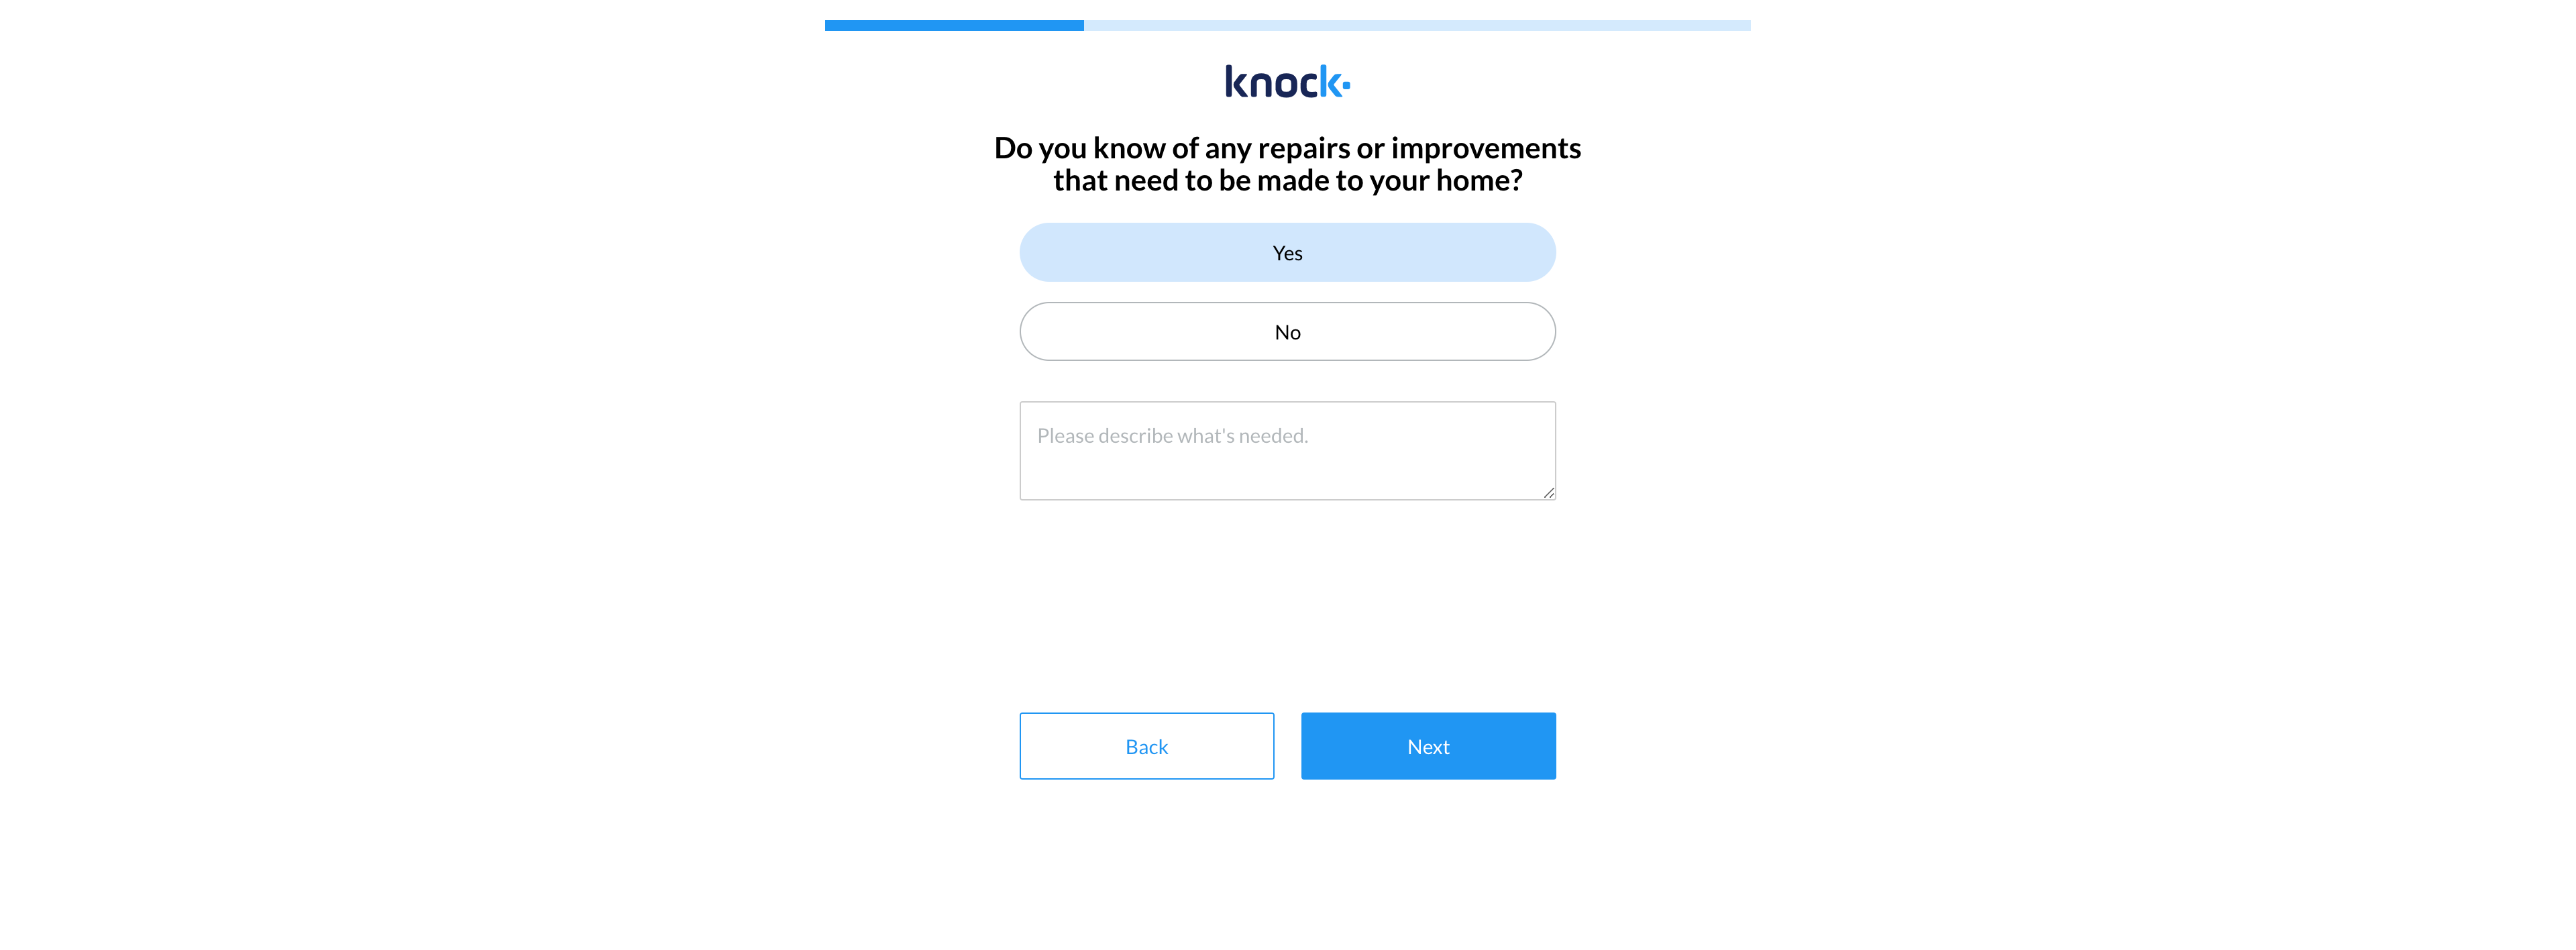 knock
Do you know of any repairs or improvements
that need to be made to your home?
Yes
No
Please describe what's needed.
Back
Next